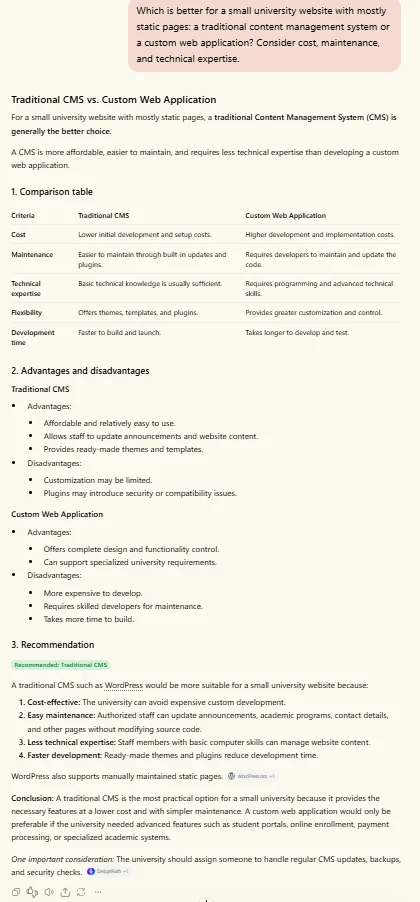 Which is better for a small university website with mostly
static pages: a traditional content management system or
a custom web application? Consider cost, maintenance,
and technical expertise.
Traditional CMS vs. Custom Web Application
For a small university website with mostly static pages, a traditional Content Management System (CMS) is
generally the better choice.
A CMS is more affordable, easier to maintain, and requires less technical expertise than developing a custom
web application.
1. Comparison table
Criteria Traditional CMS Custom Web Application
Cost Lower initial development and setup costs. Higher development and implementation costs.
Maintenance Easier to maintain through built-in updates and Requires developers to maintain and update the
plugins. code.
Technical Basic technical knowledge is usually sufficient. Requires programming and advanced technical
expertise skills.
Flexibility Offers themes, templates, and plugins. Provides greater customization and control.
Development Faster to build and launch. Takes longer to develop and test.
time
2. Advantages and disadvantages
Traditional CMS
• Advantages:
• Affordable and relatively easy to use.
• Allows staff to update announcements and website content.
• Provides ready-made themes and templates.
• Disadvantages:
• Customization may be limited.
• Plugins may introduce security or compatibility issues.
Custom Web Application
• Advantages:
• Offers complete design and functionality control.
• Can support specialized university requirements.
• Disadvantages:
• More expensive to develop.
• Requires skilled developers for maintenance.
• Takes more time to build.
3. Recommendation
Recommended: Traditional CMS
A traditional CMS such as WordPress would be more suitable for a small university website because:
1. Cost-effective: The university can avoid expensive custom development.
2. Easy maintenance: Authorized staff can update announcements, academic programs, contact details,
and other pages without modifying source code.
3. Less technical expertise: Staff members with basic computer skills can manage website content.
4. Faster development: Ready-made themes and plugins reduce development time.
WordPress also supports manually maintained static pages. WordPress.com +1
Conclusion: A traditional CMS is the most practical option for a small university because it provides the
necessary features at a lower cost and with simpler maintenance. A custom web application would only be
preferable if the university needed advanced features such as student portals, online enrollment, payment
processing, or specialized academic systems.
One important consideration: The university should assign someone to handle regular CMS updates, backups,
and security checks. DesignRush +1